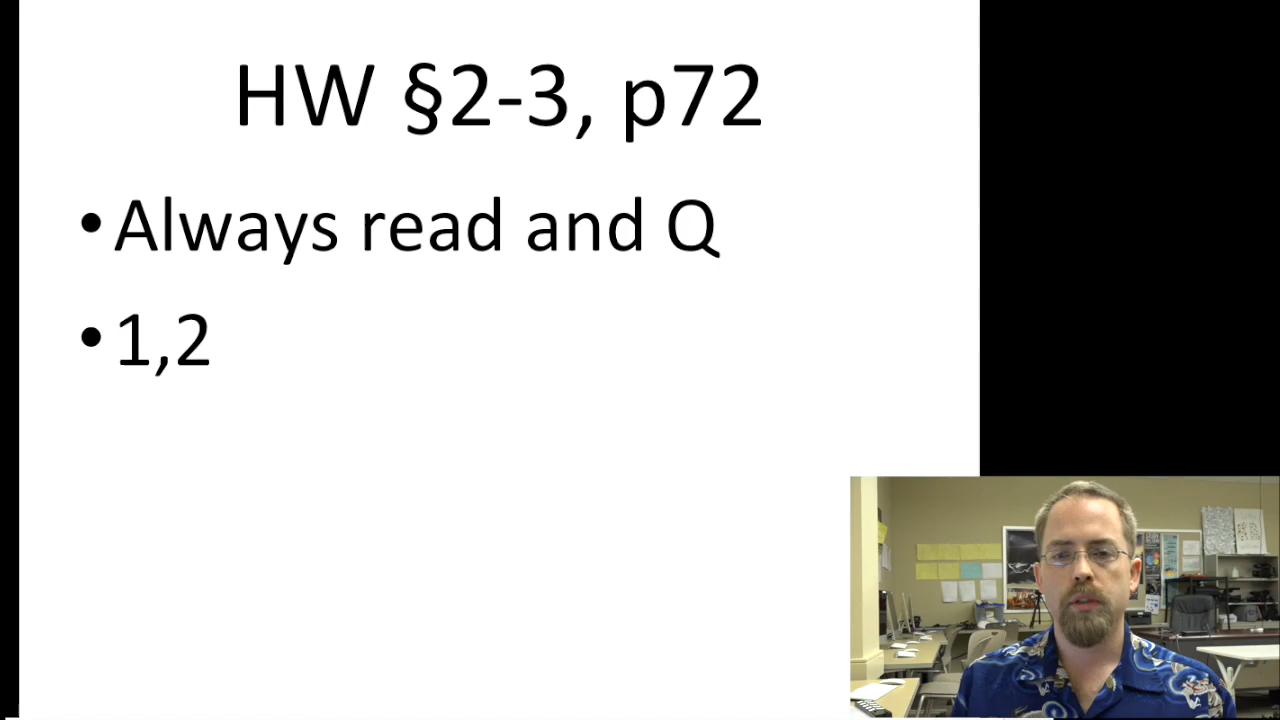 HW §2-3, p72
•Always read and Q
•1,2